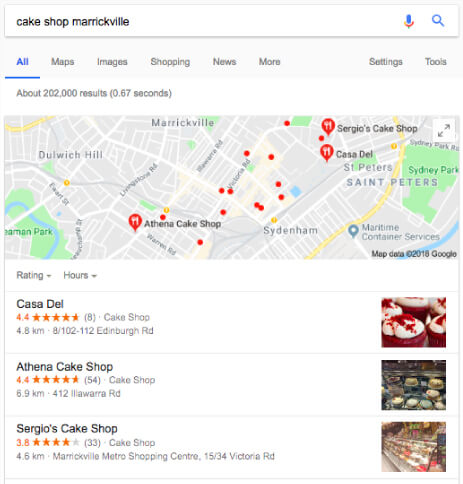 cake shop marrickville
All Maps Images Shopping News More Settings Tools
About 202,000 results (0.67 seconds)
Marrickville
Sergio's Cake Shop
Sydney Park Rd
Dulwich Hill
Illawarra Rd
Victoria Rd
Casa Del
St Peters
Livingstone Rd
SAINT PETERS
Sydney
Park
Ewart St
Athena Cake Shop
Sydenham
Maritime
Container Services
eaman Park
Warren Rd
Map data ©2018 Google
Rating Hours
Casa Del
4.4 (8) · Cake Shop
4.8 km · 8/102-112 Edinburgh Rd
Athena Cake Shop
4.4 (54) · Cake Shop
6.9 km · 412 Illawarra Rd
Sergio's Cake Shop
3.8 (33) · Cake Shop
4.6 km · Marrickville Metro Shopping Centre, 15/34 Victoria Rd